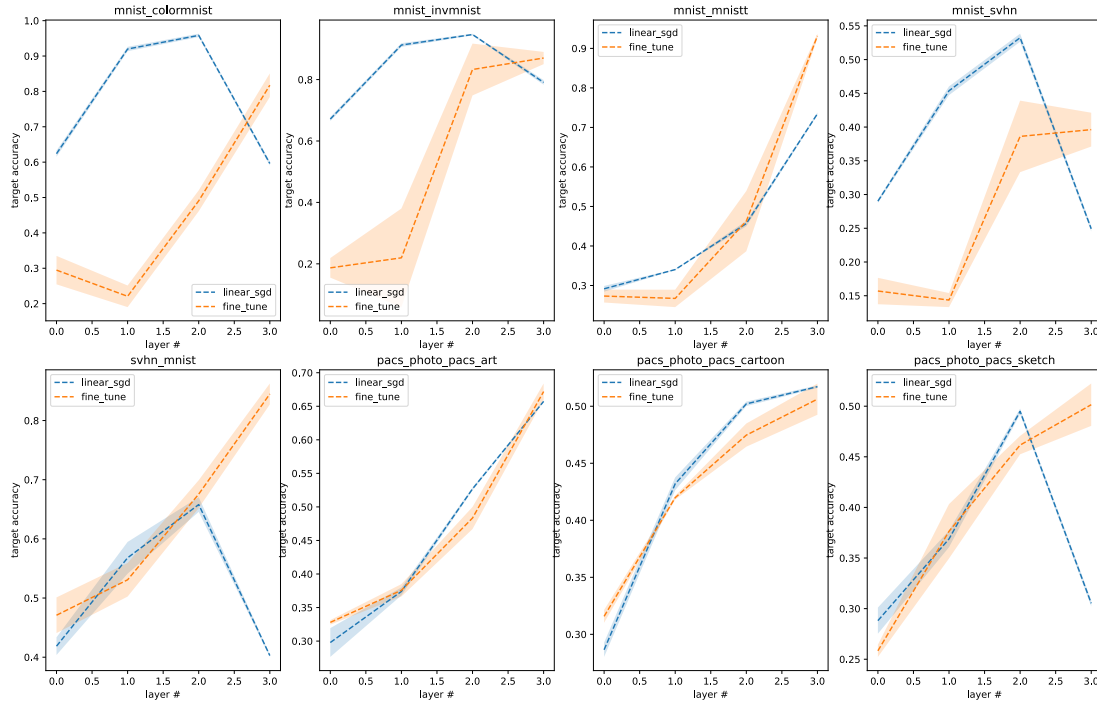 mnist_colormnist
target accuracy
1.0
0.9
0.8
0.7
0.6
0.5
0.4
0.3
0.2
linear_sgd
fine_tune
0.0 0.5 1.0 1.5 2.0 2.5 3.0
layer #
mnist_invmnist
target accuracy
0.8
0.6
0.4
0.2
linear_sgd
fine_tune
0.0 0.5 1.0 1.5 2.0 2.5 3.0
layer #
mnist_mnistt
target accuracy
0.9
0.8
0.7
0.6
0.5
0.4
0.3
linear_sgd
fine_tune
0.0 0.5 1.0 1.5 2.0 2.5 3.0
layer #
mnist_svhn
target accuracy
0.55
0.50
0.45
0.40
0.35
0.30
0.25
0.20
0.15
linear_sgd
fine_tune
0.0 0.5 1.0 1.5 2.0 2.5 3.0
layer #
svhn_mnist
target accuracy
0.8
0.7
0.6
0.5
0.4
linear_sgd
fine_tune
0.0 0.5 1.0 1.5 2.0 2.5 3.0
layer #
pacs_photo_pacs_art
target accuracy
0.70
0.65
0.60
0.55
0.50
0.45
0.40
0.35
0.30
linear_sgd
fine_tune
0.0 0.5 1.0 1.5 2.0 2.5 3.0
layer #
pacs_photo_pacs_cartoon
target accuracy
0.50
0.45
0.40
0.35
0.30
linear_sgd
fine_tune
0.0 0.5 1.0 1.5 2.0 2.5 3.0
layer #
pacs_photo_pacs_sketch
target accuracy
0.50
0.45
0.40
0.35
0.30
0.25
linear_sgd
fine_tune
0.0 0.5 1.0 1.5 2.0 2.5 3.0
layer #